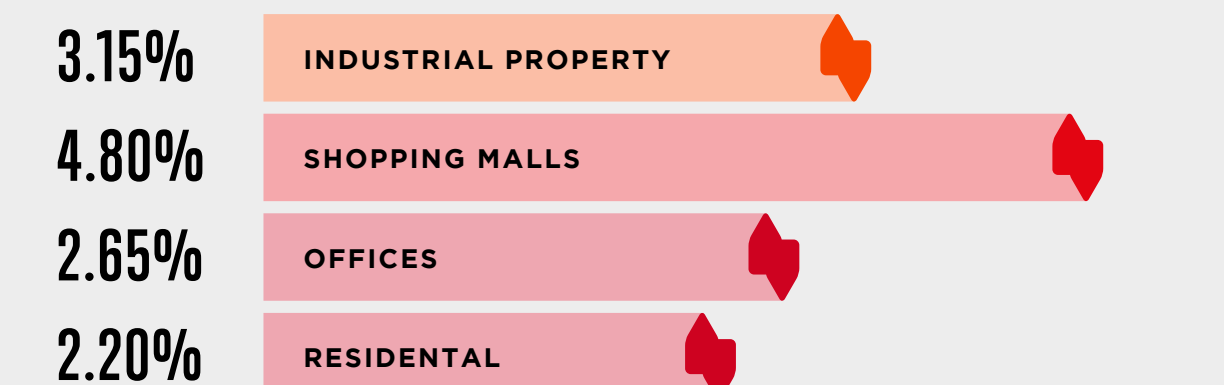 3.15% INDUSTRIAL PROPERTY
4.80% SHOPPING MALLS
2.65% OFFICES
2.20% RESIDENTAL